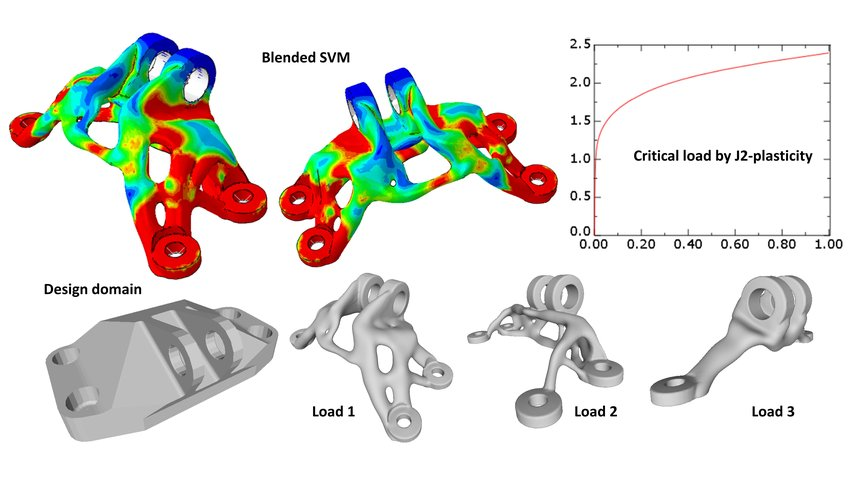 Blended SVM
2.5
2.0
1.5
1.0
0.5
0.0
0.00
0.20
0.40
0.60
0.80
1.00
Critical load by J2-plasticity
Design domain
Load 1
Load 2
Load 3